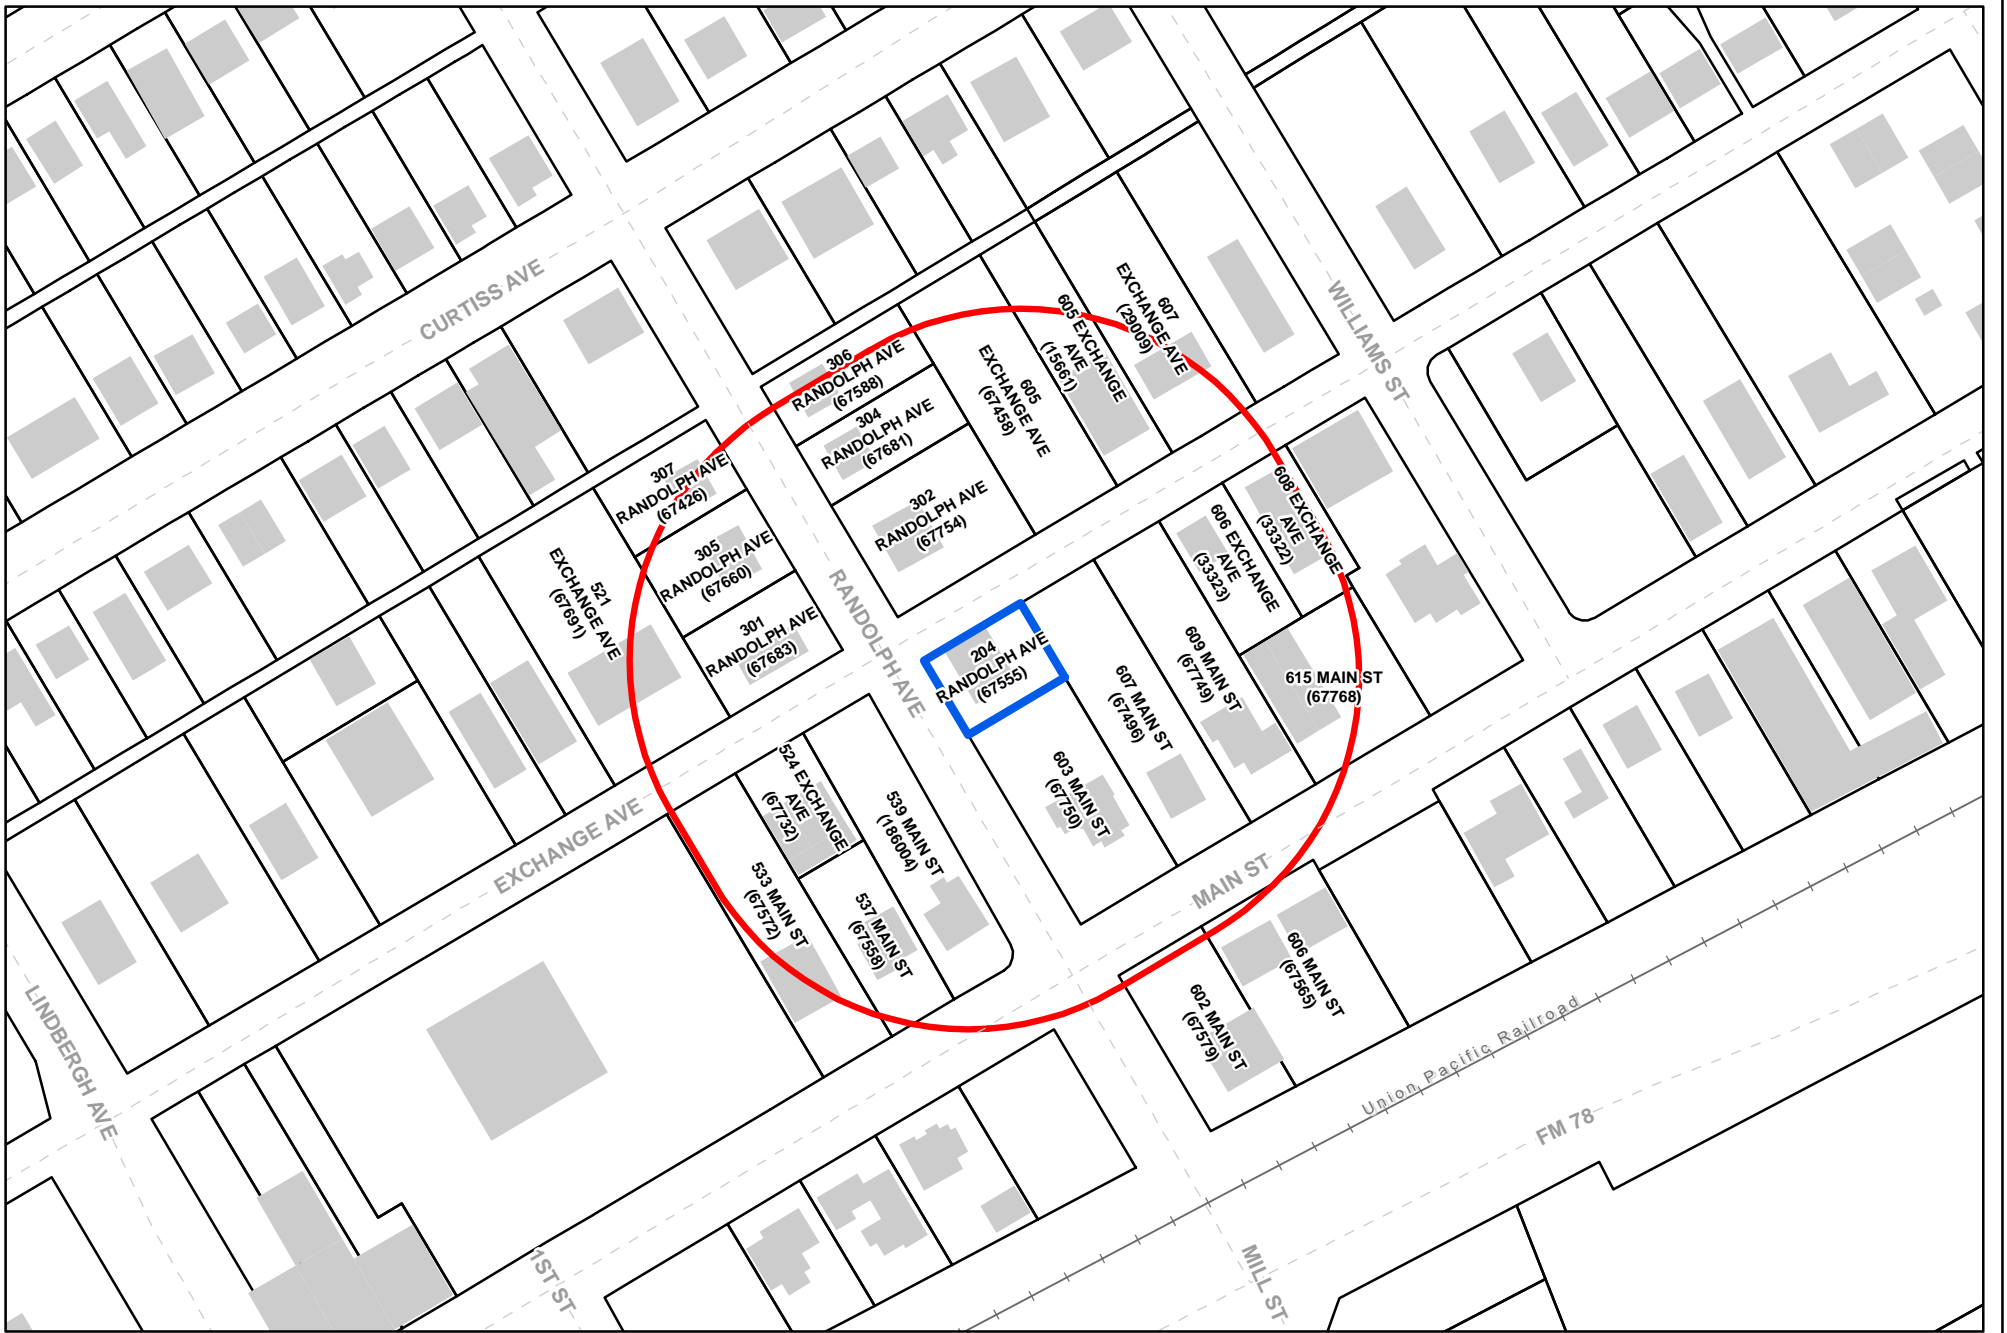 CURTISS AVE
WILLIAMS ST
607
EXCHANGE AVE
(29009)
605 EXCHANGE
AVE
(15661)
605
EXCHANGE AVE
(67458)
306
RANDOLPH AVE
(67588)
304
RANDOLPH AVE
(67681)
302
RANDOLPH AVE
(67754)
307
RANDOLPH AVE
(67426)
305
RANDOLPH AVE
(67660)
301
RANDOLPH AVE
(67683)
521
EXCHANGE AVE
(67691)
RANDOLPH AVE
608 EXCHANGE
AVE
(33322)
606 EXCHANGE
AVE
(33323)
204
RANDOLPH AVE
(67555)
609 MAIN ST
(67749)
607 MAIN ST
(67496)
615 MAIN ST
(67768)
603 MAIN ST
(67750)
524 EXCHANGE
AVE
(67732)
539 MAIN ST
(186004)
533 MAIN ST
(67572)
537 MAIN ST
(67558)
EXCHANGE AVE
MAIN ST
606 MAIN ST
(67565)
602 MAIN ST
(67579)
LINDBERGH AVE
Union Pacific Railroad
FM 78
1ST ST
MILL ST